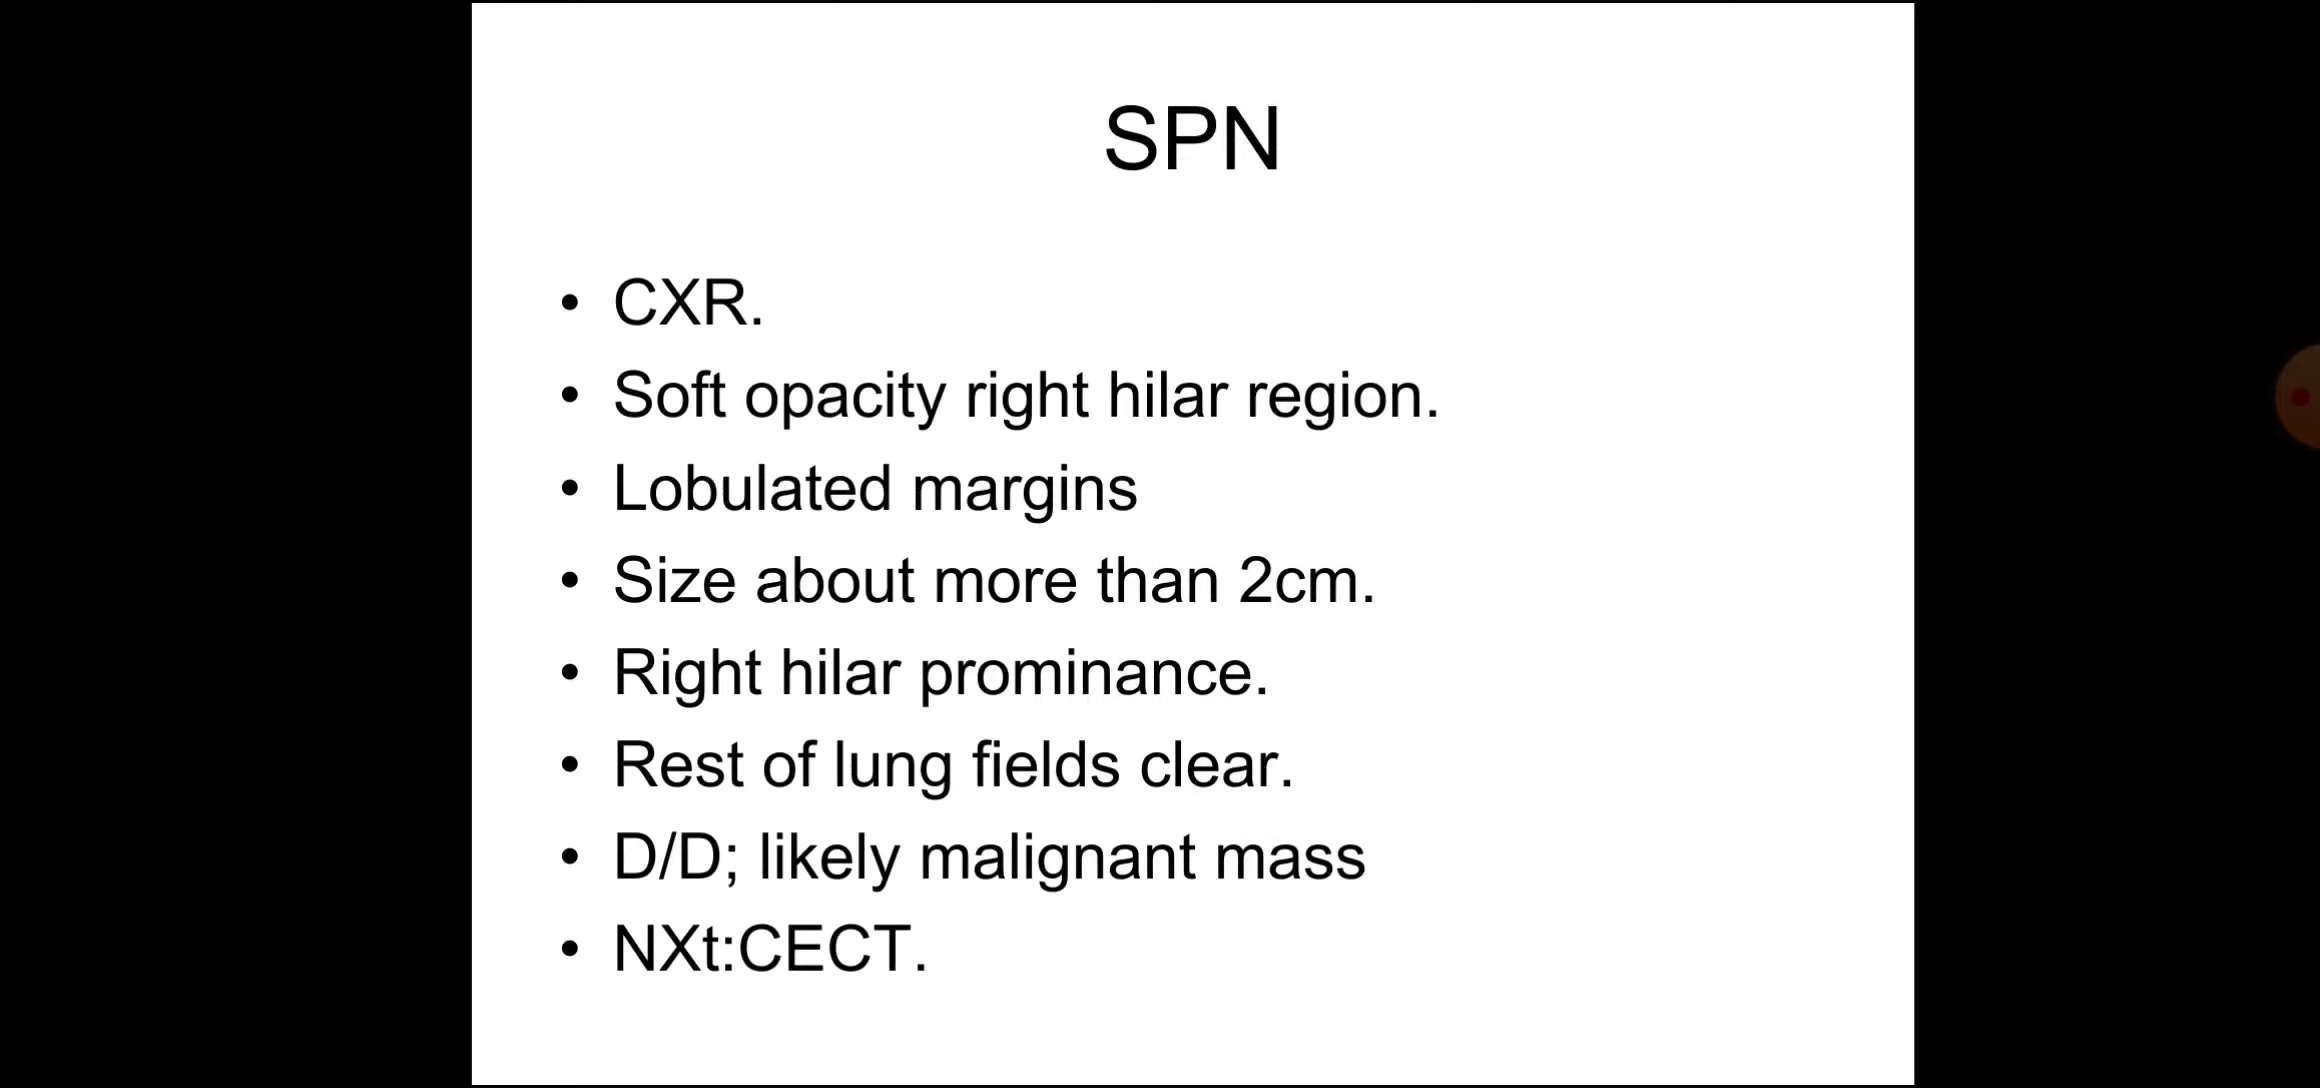 SPN
• CXR.
• Soft opacity right hilar region.
• Lobulated margins
• Size about more than 2cm.
• Right hilar prominance.
• Rest of lung fields clear.
• D/D; likely malignant mass
• NXt:CECT.